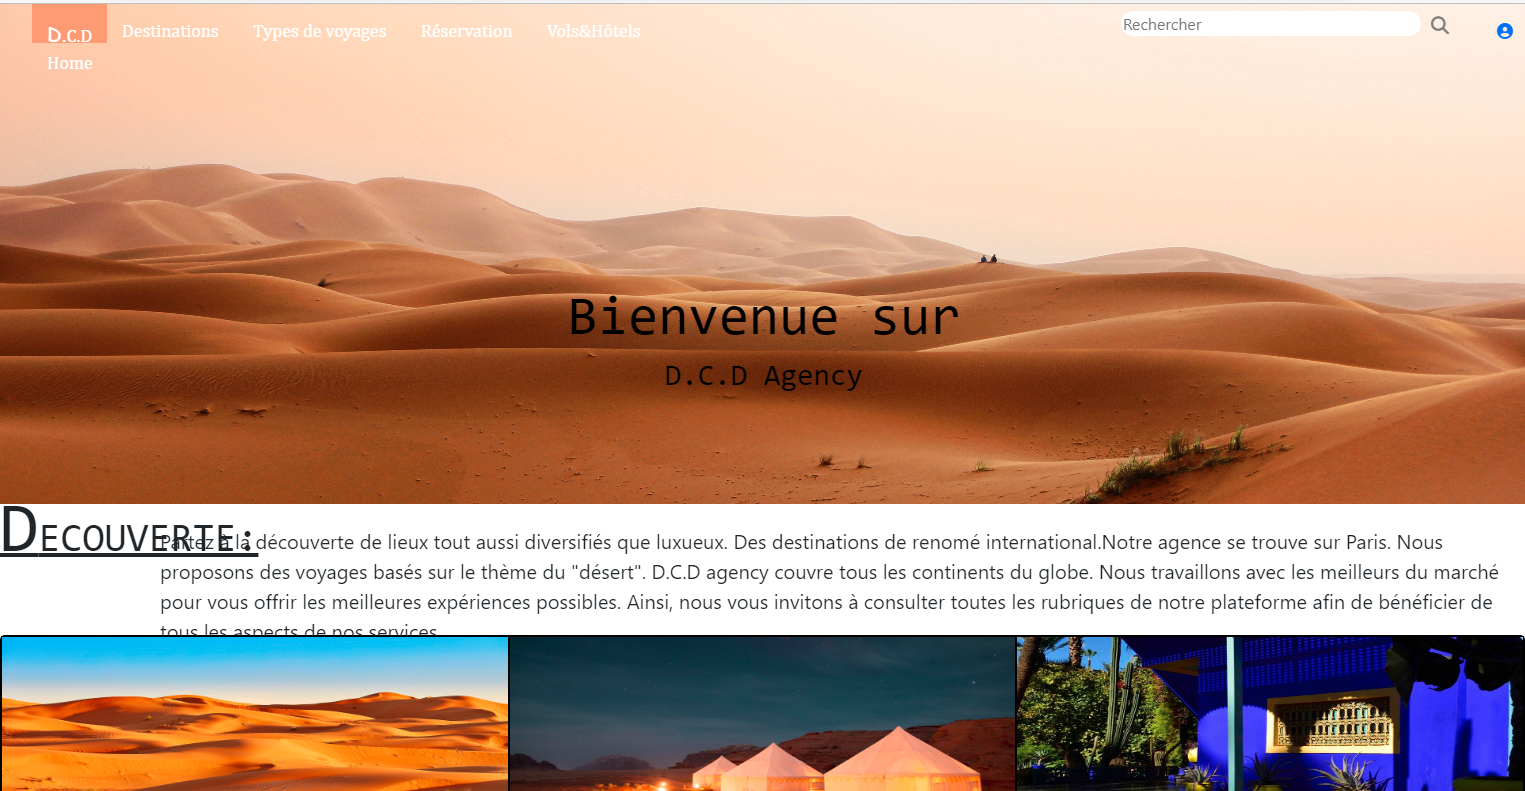 D.C.D
Home
Destinations
Types de voyages
Réservation
Vols&Hôtels
Rechercher
Bienvenue sur
D.C.D Agency
DECOUVERTE:
Partez à la découverte de lieux tout aussi diversifiés que luxueux. Des destinations de renomé international.Notre agence se trouve sur Paris. Nous
proposons des voyages basés sur le thème du "désert". D.C.D agency couvre tous les continents du globe. Nous travaillons avec les meilleurs du marché
pour vous offrir les meilleures expériences possibles. Ainsi, nous vous invitons à consulter toutes les rubriques de notre plateforme afin de bénéficier de
tous les aspects de nos services